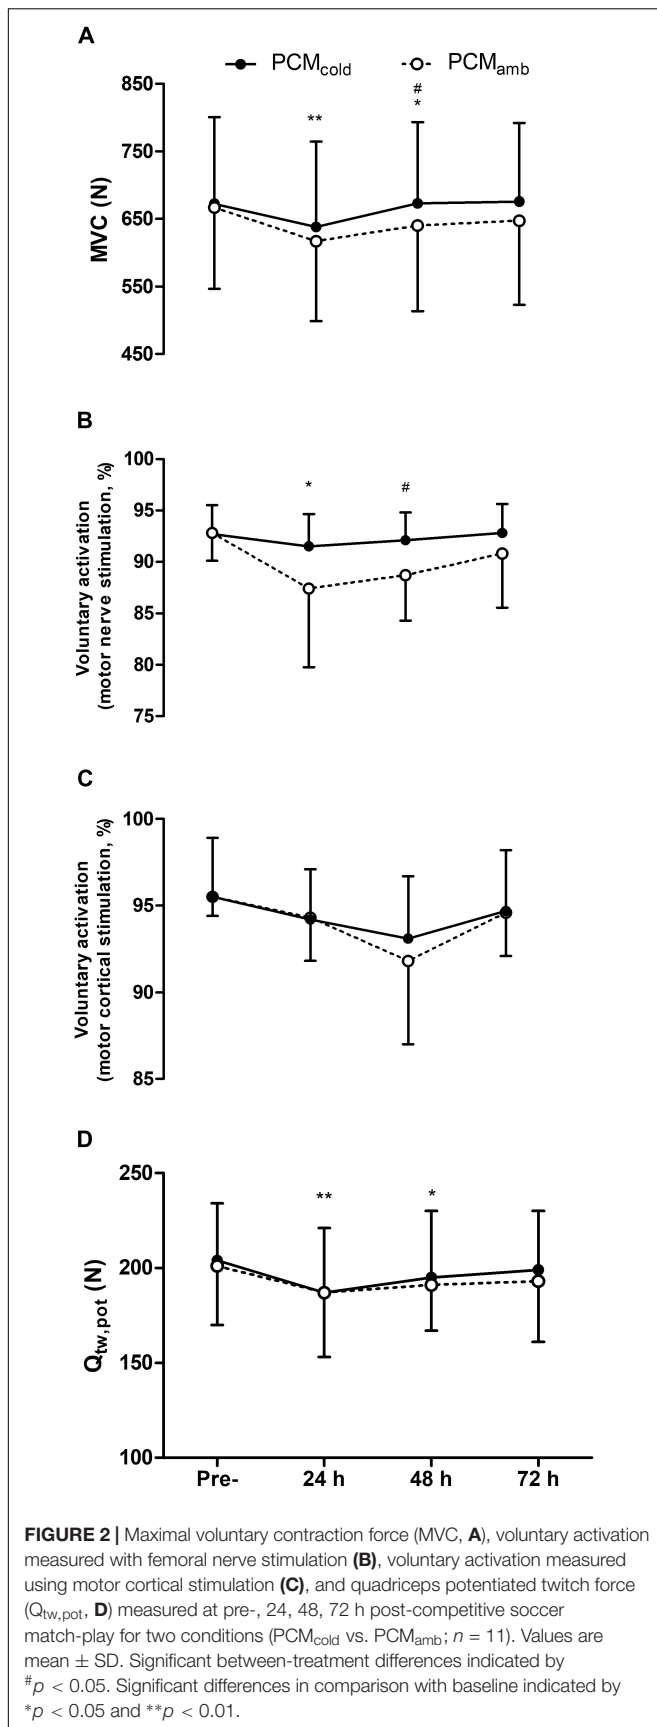 A
PCMcold PCMamb
850
#
*
**
750
MVC (N)
650
550
450
B
100
* #
95
90
Voluntary activation
(motor nerve stimulation, %)
85
80
75
C
100
Voluntary activation
(motor cortical stimulation, %)
95
90
85
D
250
** *
200
Qtw,pot (N)
150
100
Pre- 24 h 48 h 72 h
FIGURE 2 | Maximal voluntary contraction force (MVC, A), voluntary activation
measured with femoral nerve stimulation (B), voluntary activation measured
using motor cortical stimulation (C), and quadriceps potentiated twitch force
(Qtw,pot, D) measured at pre-, 24, 48, 72 h post-competitive soccer
match-play for two conditions (PCMcold vs. PCMamb; n = 11). Values are
mean ± SD. Significant between-treatment differences indicated by
#p < 0.05. Significant differences in comparison with baseline indicated by
*p < 0.05 and **p < 0.01.